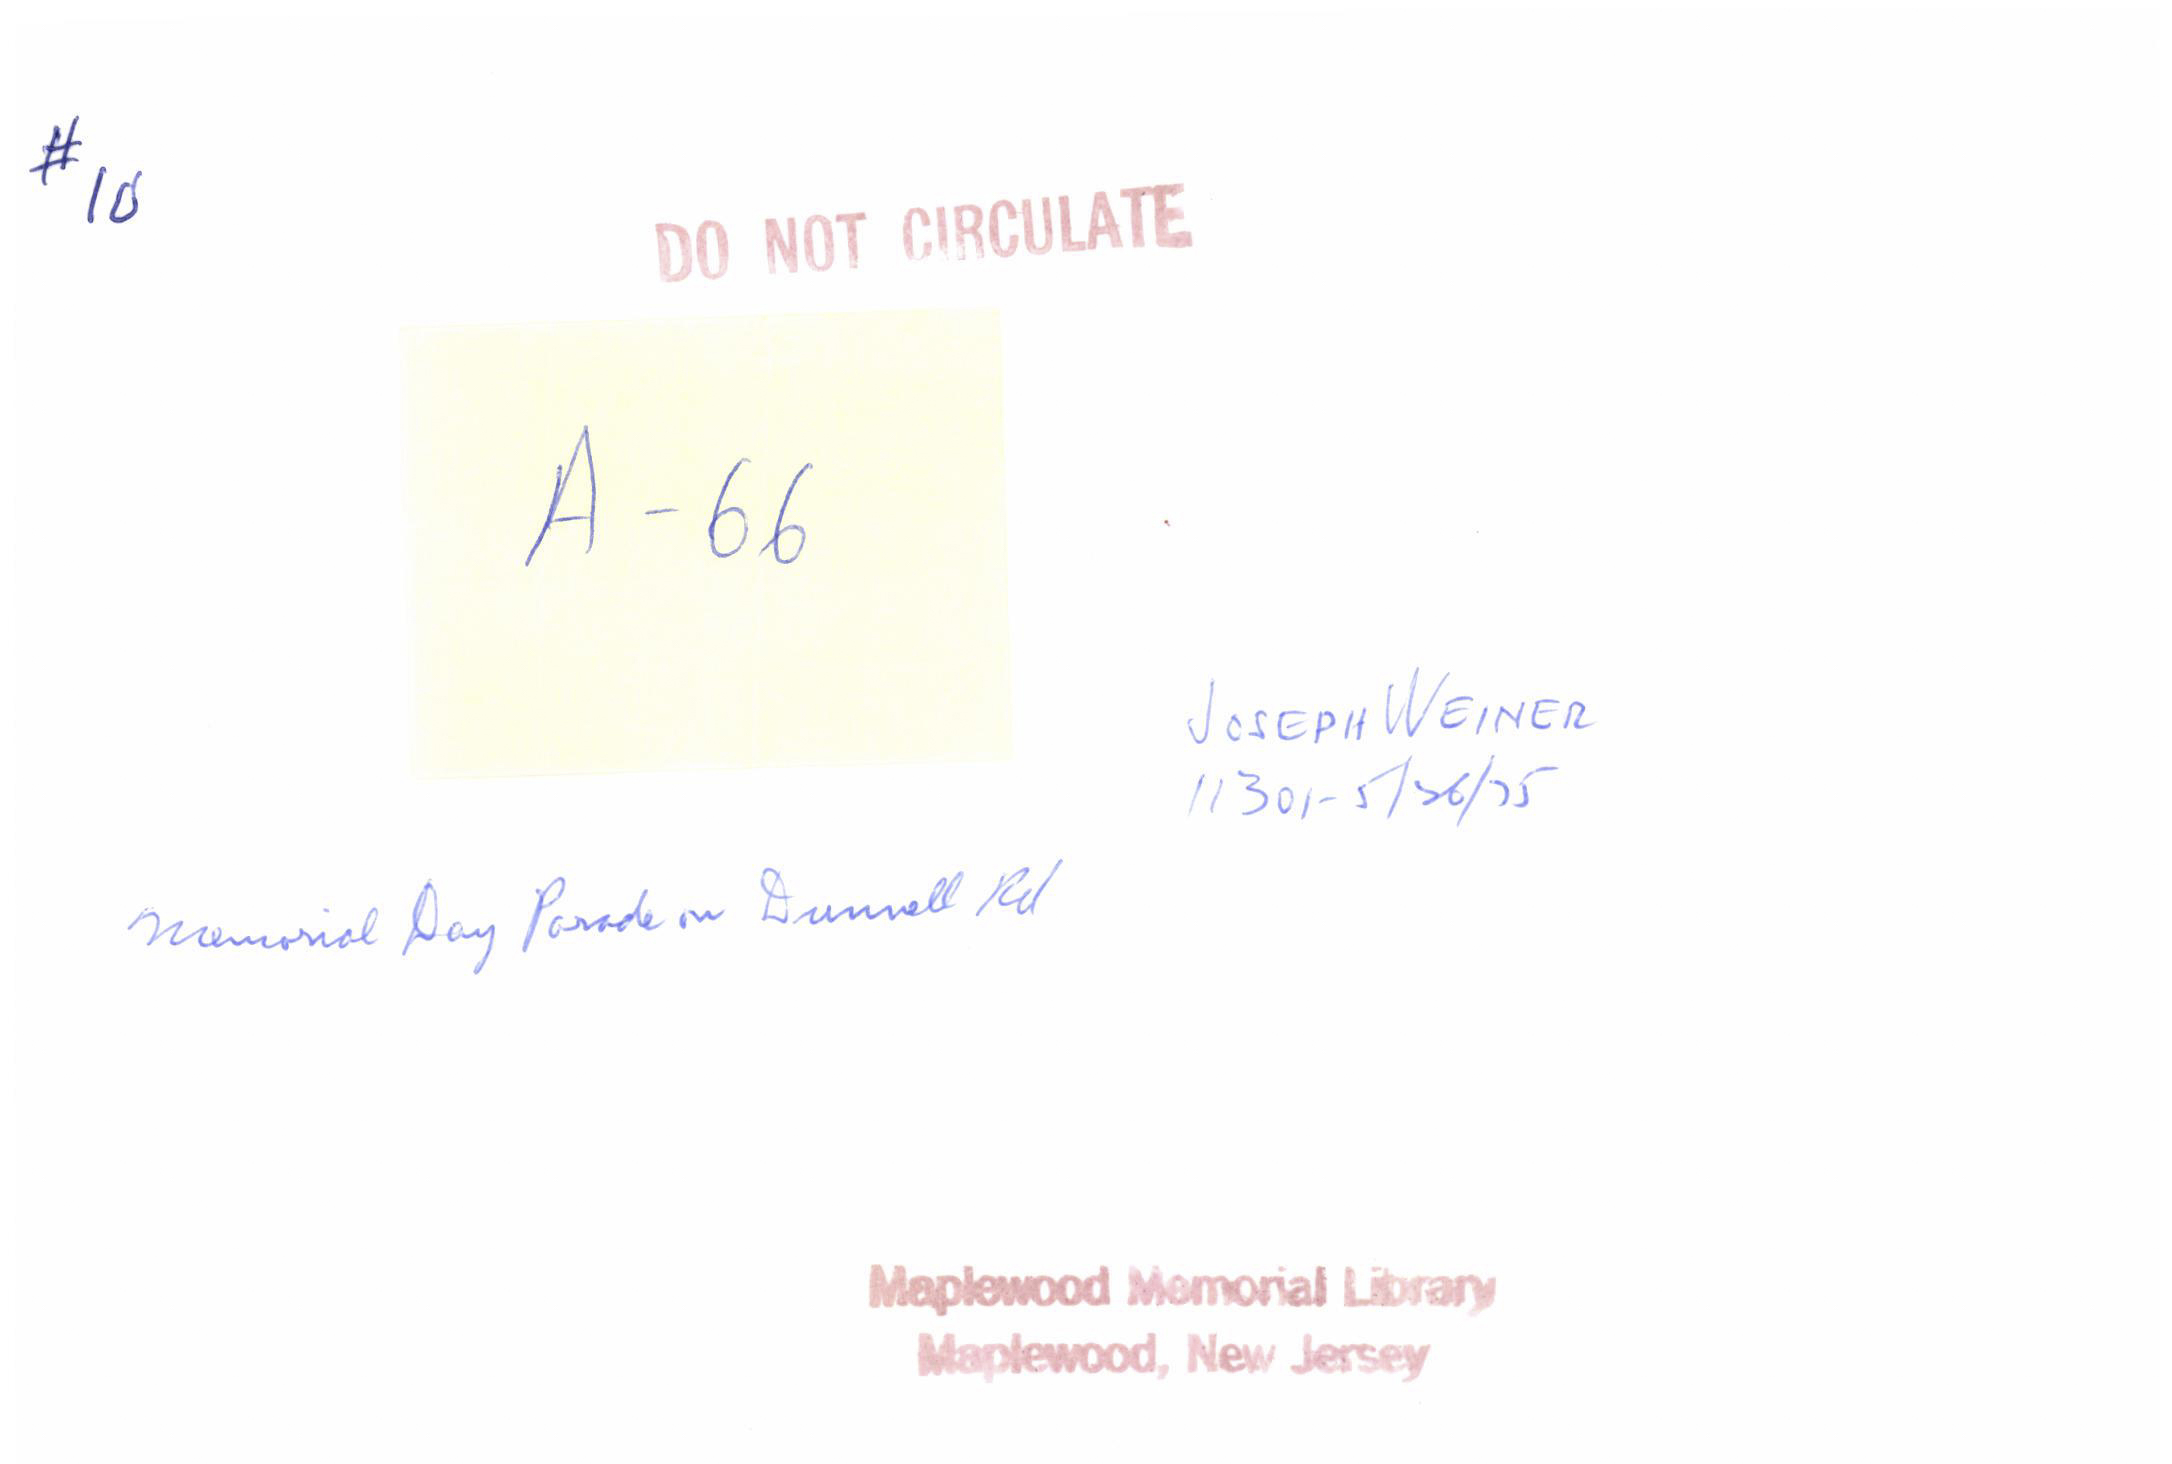 #
10
DO NOT CIRCULATE
A-66
JOSEPH WEINER
11301-5/26/75
Memorial Day Parade on Dunnell Rd
Maplewood Memorial Library
Maplewood, New Jersey